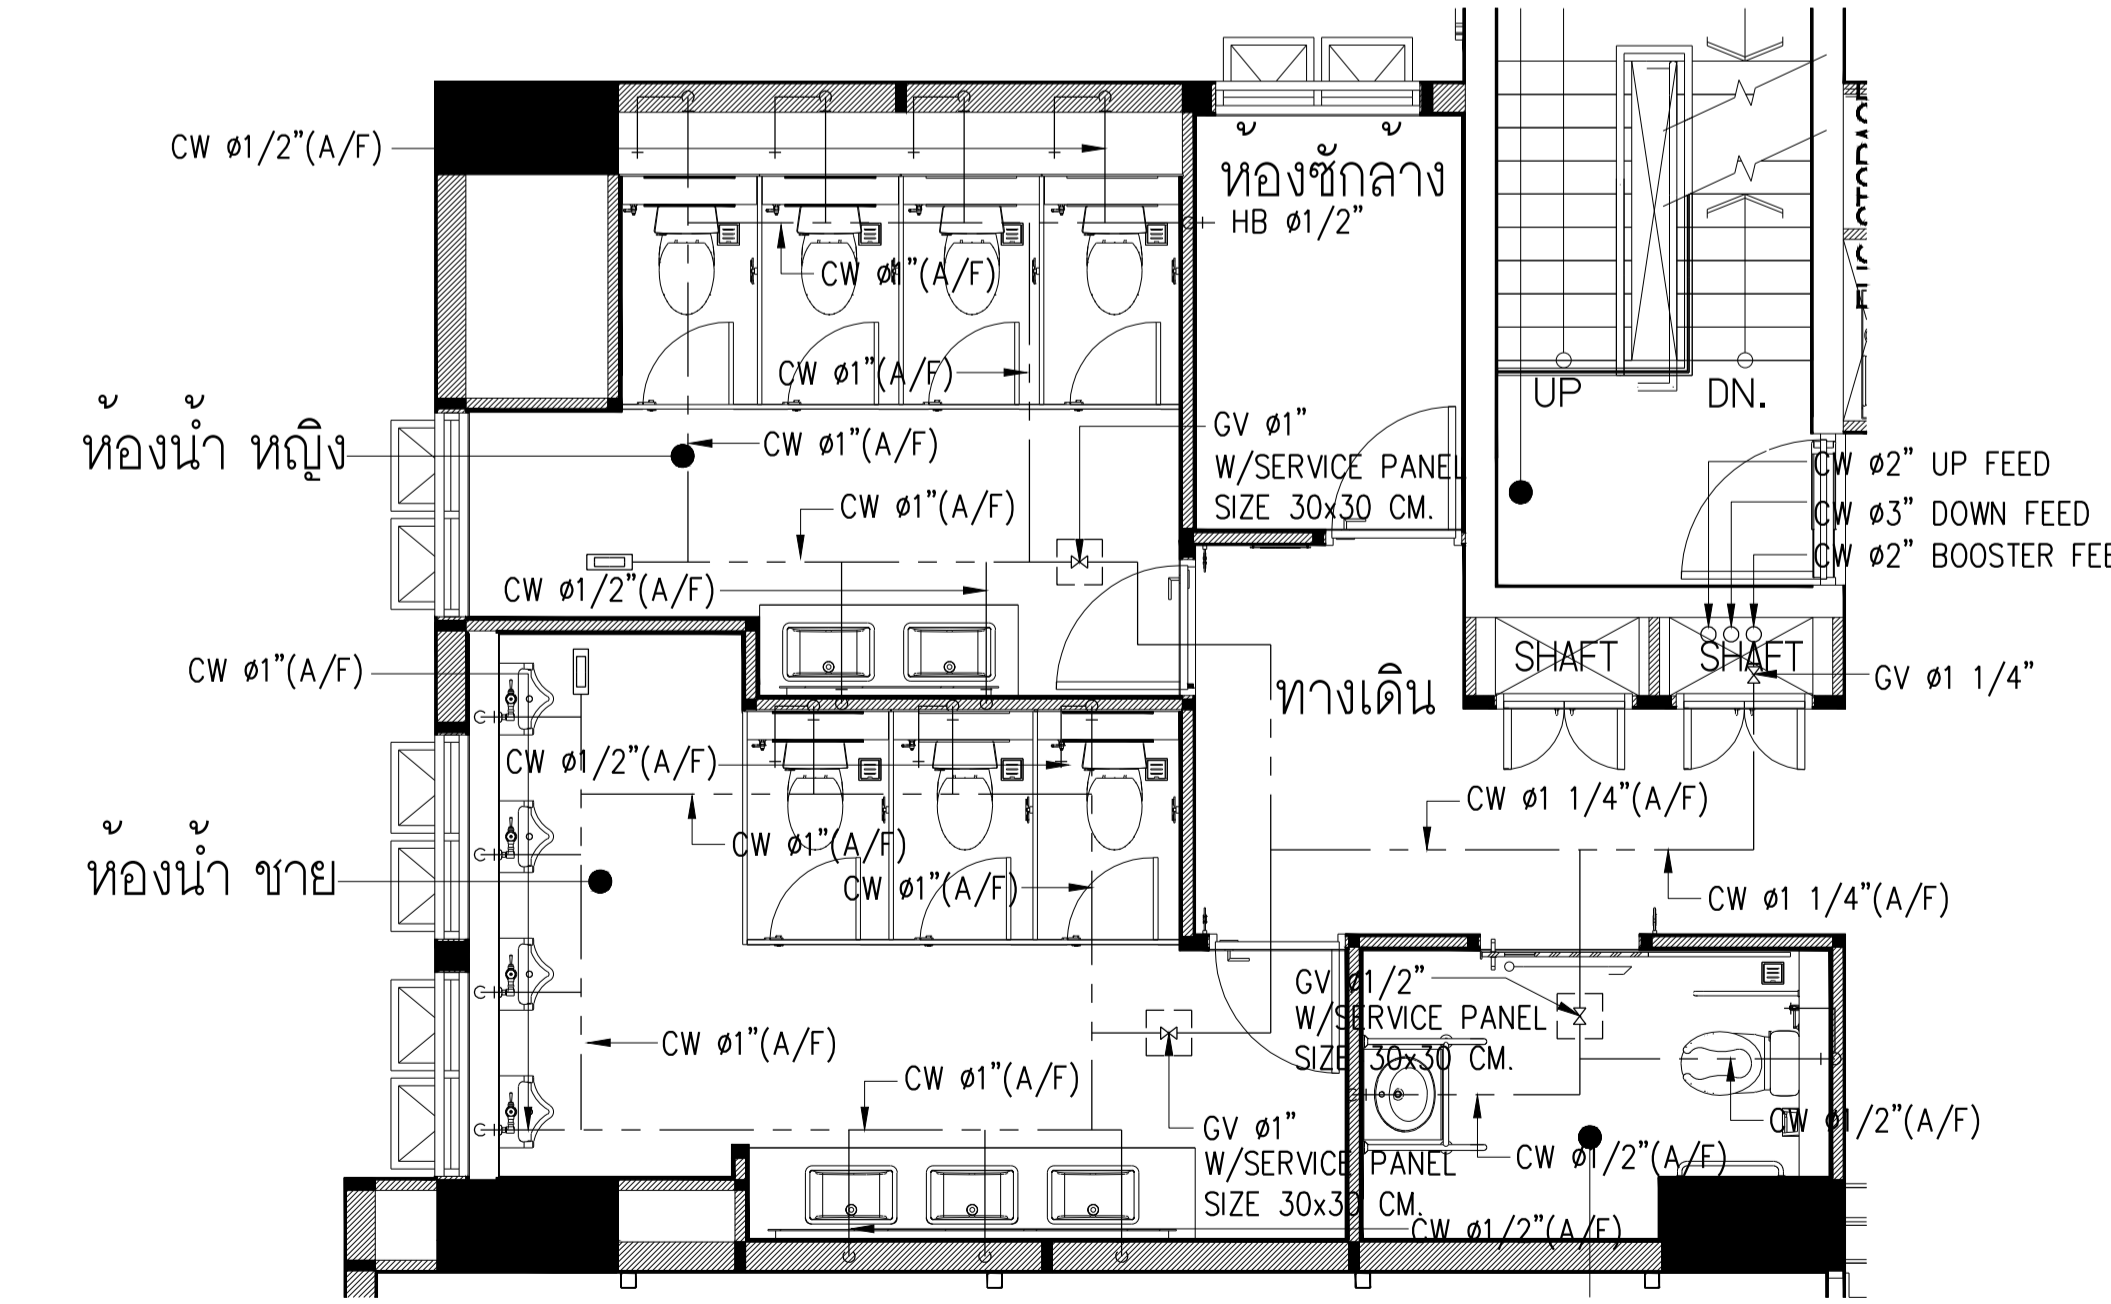 CW ø1/2"(A/F)
ห้องซักล้าง
HB ø1/2"
CW ø1"(A/F)
CW ø1"(A/F)
UP
DN.
ห้องน้ำ หญิง
CW ø1"(A/F)
GV ø1"
W/SERVICE PANEL
SIZE 30x30 CM.
CW ø2" UP FEED
CW ø3" DOWN FEED
CW ø2" BOOSTER FEE
CW ø1"(A/F)
CW ø1/2"(A/F)
SHAFT
SHAFT
CW ø1"(A/F)
GV ø1 1/4"
ทางเดิน
CW ø1/2"(A/F)
CW ø1 1/4"(A/F)
CW ø1"(A/F)
ห้องน้ำ ชาย
CW ø1"(A/F)
CW ø1 1/4"(A/F)
GV ø1/2"
W/SERVICE PANEL
SIZE 30x30 CM.
CW ø1"(A/F)
CW ø1"(A/F)
GV ø1"
W/SERVICE PANEL
SIZE 30x30 CM.
CW ø1/2"(A/F)
CW ø1/2"(A/F)
CW ø1/2"(A/F)